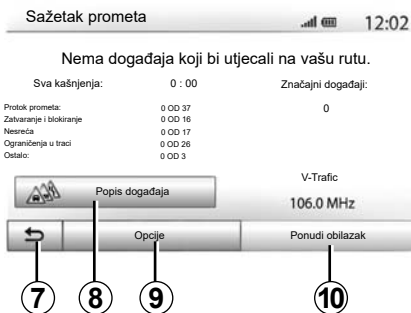 Sažetak prometa 12:02
Nema događaja koji bi utjecali na vašu rutu.
Sva kašnjenja: 0 : 00 Značajni događaji:
0
Protok prometa: 0 OD 37
Zatvaranje i blokiranje 0 OD 16
Nesreća 0 OD 17
Ograničenja u traci 0 OD 26
Ostalo: 0 OD 3
Popis događaja
V-Trafic
106.0 MHz
Opcije Ponudi obilazak
7 8 9 10